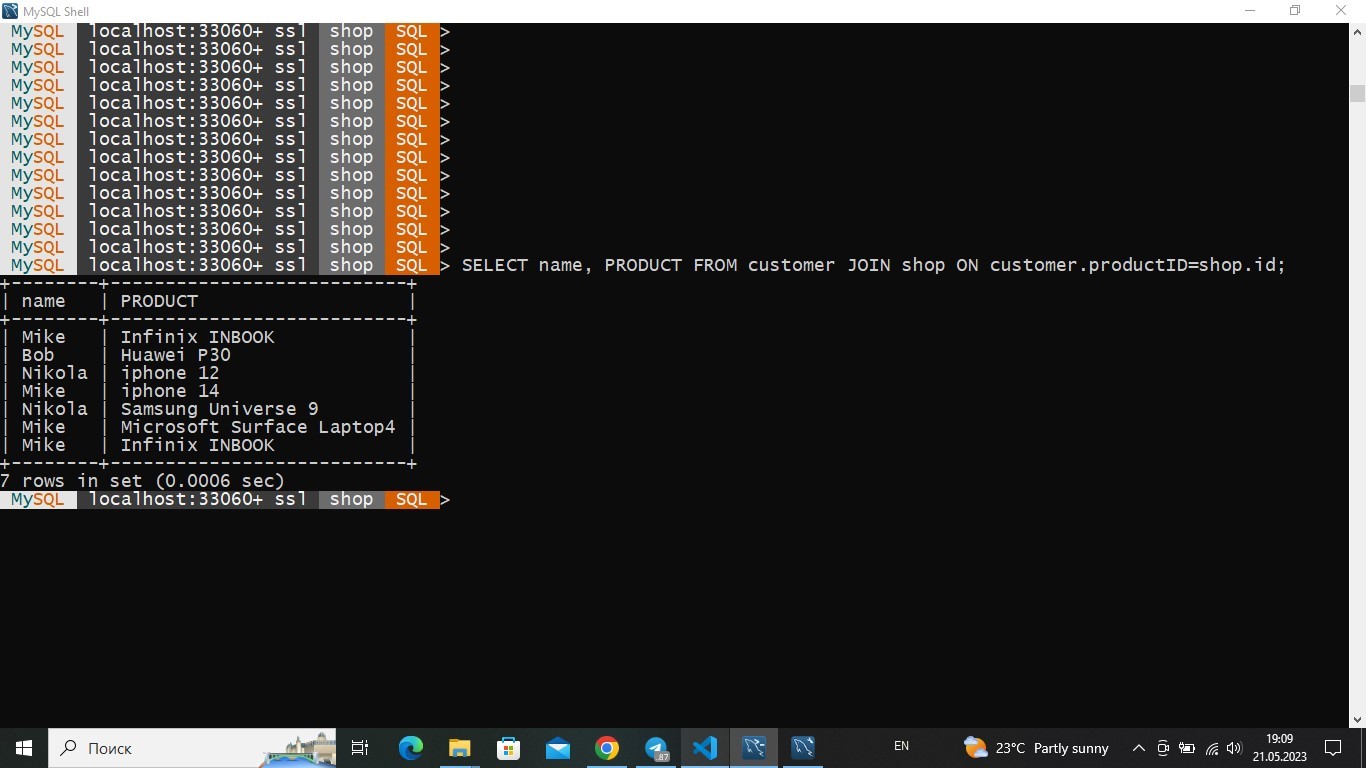 MySQL Shell
MySQL localhost:33060+ ssl shop SQL >
MySQL localhost:33060+ ssl shop SQL >
MySQL localhost:33060+ ssl shop SQL >
MySQL localhost:33060+ ssl shop SQL >
MySQL localhost:33060+ ssl shop SQL >
MySQL localhost:33060+ ssl shop SQL >
MySQL localhost:33060+ ssl shop SQL >
MySQL localhost:33060+ ssl shop SQL >
MySQL localhost:33060+ ssl shop SQL >
MySQL localhost:33060+ ssl shop SQL >
MySQL localhost:33060+ ssl shop SQL >
MySQL localhost:33060+ ssl shop SQL >
MySQL localhost:33060+ ssl shop SQL >
MySQL localhost:33060+ ssl shop SQL > SELECT name, PRODUCT FROM customer JOIN shop ON customer.productID=shop.id;
+--------+---------------------------+
| name   | PRODUCT                   |
+--------+---------------------------+
| Mike   | Infinix INBOOK            |
| Bob    | Huawei P30                |
| Nikola | iphone 12                 |
| Mike   | iphone 14                 |
| Nikola | Samsung Universe 9        |
| Mike   | Microsoft Surface Laptop4 |
| Mike   | Infinix INBOOK            |
+--------+---------------------------+
7 rows in set (0.0006 sec)
MySQL localhost:33060+ ssl shop SQL >
Поиск
87
EN
23°C Partly sunny
19:09
21.05.2023